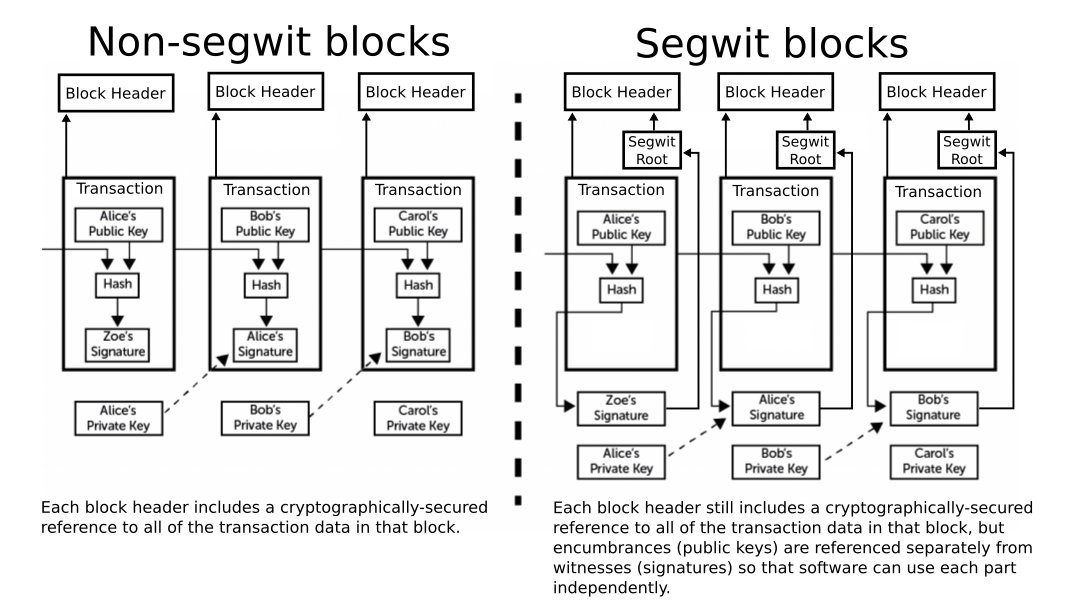 Non-segwit blocks
Block Header
Block Header
Block Header
Transaction
Transaction
Transaction
Alice's
Public Key
Bob's
Public Key
Carol's
Public Key
Hash
Hash
Hash
Zoe's
Signature
Alice's
Signature
Bob's
Signature
Alice's
Private Key
Bob's
Private Key
Carol's
Private Key
Each block header includes a cryptographically-secured
reference to all of the transaction data in that block.
Segwit blocks
Block Header
Block Header
Block Header
Segwit
Root
Segwit
Root
Segwit
Root
Transaction
Transaction
Transaction
Alice's
Public Key
Bob's
Public Key
Carol's
Public Key
Hash
Hash
Hash
Zoe's
Signature
Alice's
Signature
Bob's
Signature
Alice's
Private Key
Bob's
Private Key
Carol's
Private Key
Each block header still includes a cryptographically-secured
reference to all of the transaction data in that block, but
encumbrances (public keys) are referenced separately from
witnesses (signatures) so that software can use each part
independently.